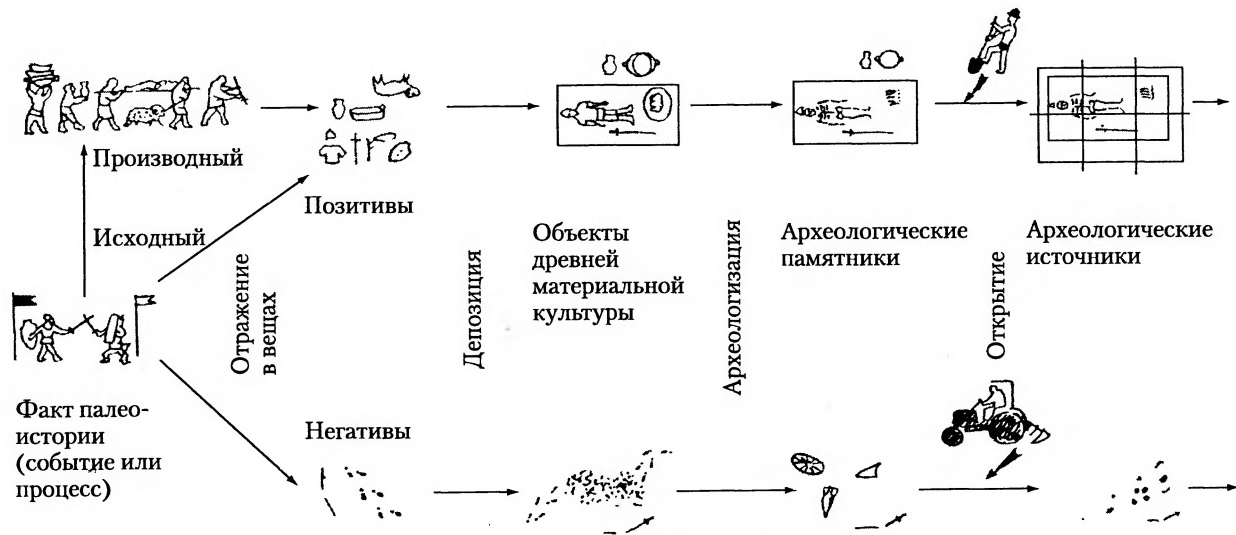 Производный
Исходный
Позитивы
Отражение
в вещах
Факт палео-
истории
(событие или
процесс)
Негативы
Депозиция
Объекты
древней
материальной
культуры
Археологизация
Археологические
памятники
Открытие
Археологические
источники